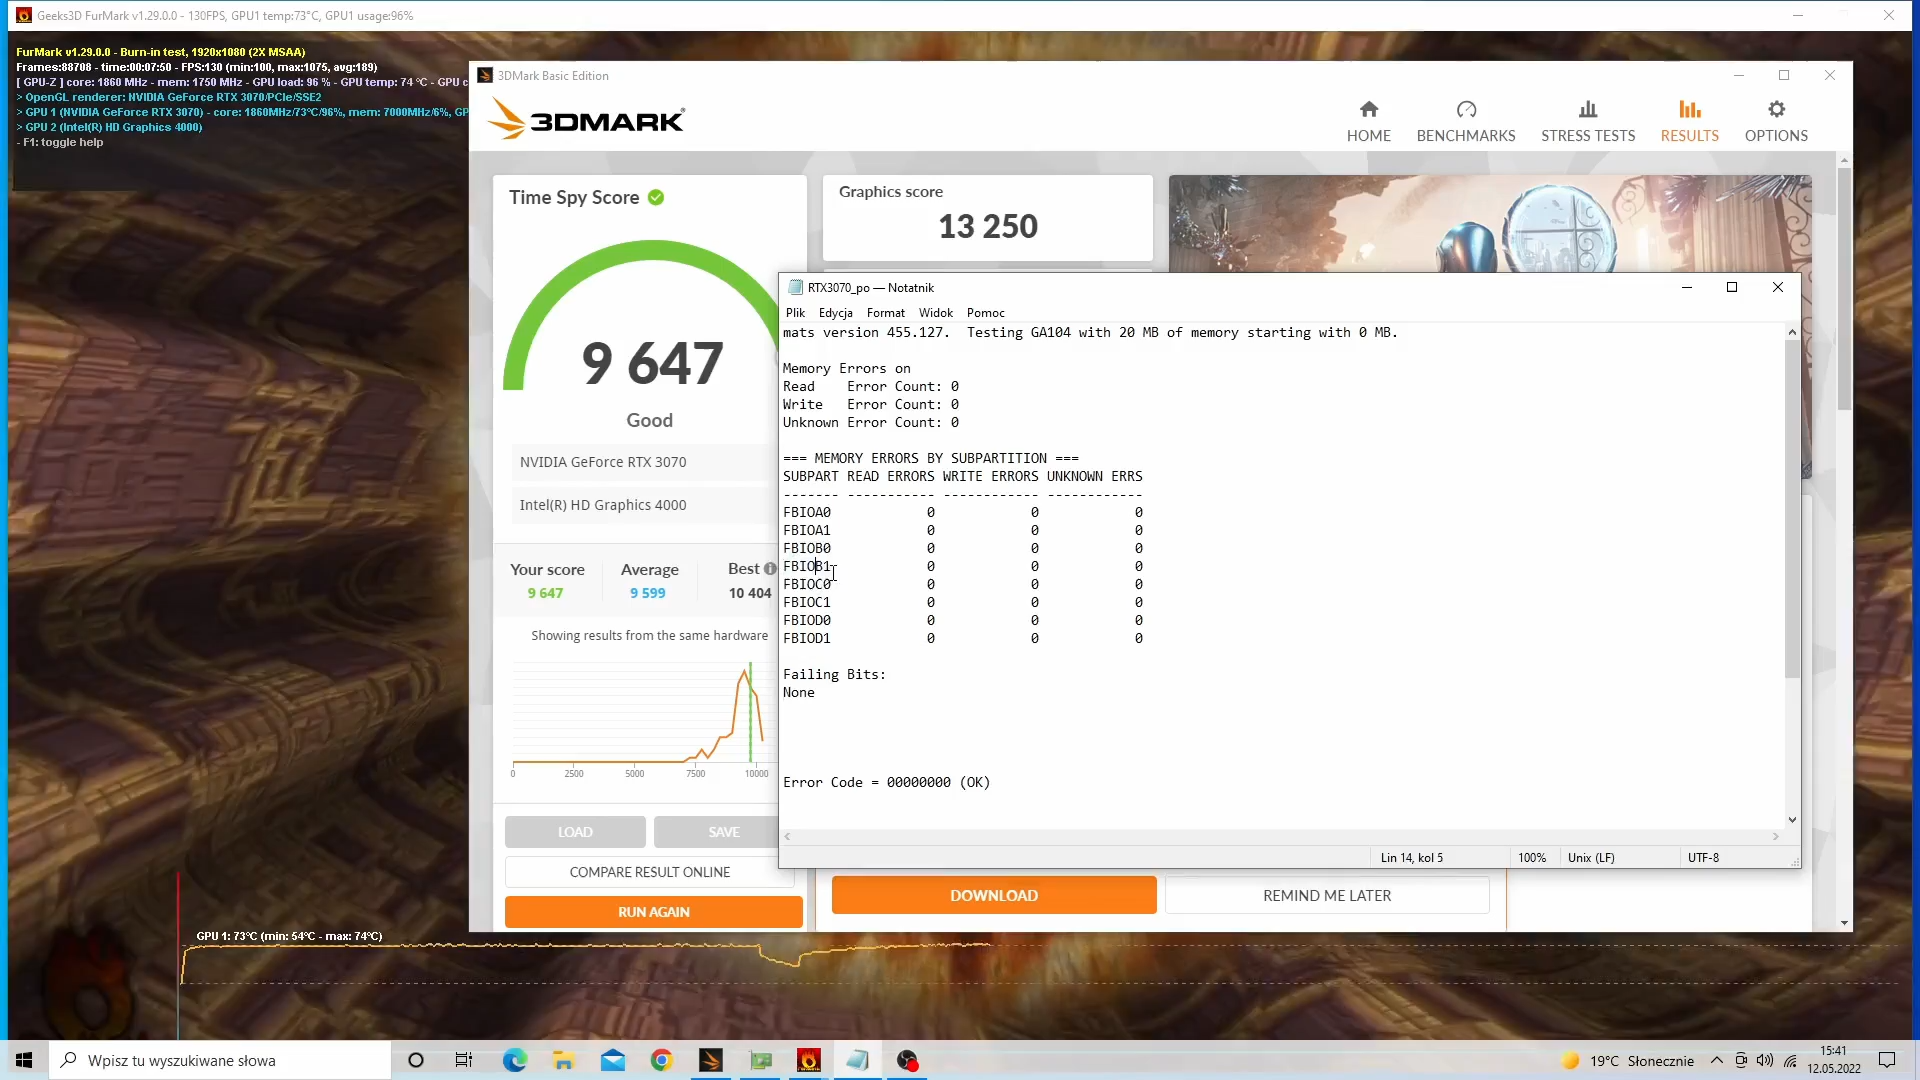 Geeks3D FurMark v1.29.0.0 - 130FPS, GPU1 temp:73°C, GPU1 usage:96%
FurMark v1.29.0.0 - Burn-in test, 1920x1080 (2X MSAA)
Frames:88708 - time:00:07:50 - FPS:130 (min:100, max:1075, avg:189)
[ GPU-Z ] core: 1860 MHz - mem: 1750 MHz - GPU load: 96 % - GPU temp: 74 °C - GPU c
> OpenGL renderer: NVIDIA GeForce RTX 3070/PCIe/SSE2
> GPU 1 (NVIDIA GeForce RTX 3070) - core: 1860MHz/73°C/96%, mem: 7000MHz/6%, GP
> GPU 2 (Intel(R) HD Graphics 4000)
- F1: toggle help
3DMark Basic Edition
3DMARK
HOME BENCHMARKS STRESS TESTS RESULTS OPTIONS
Time Spy Score
9 647
Good
NVIDIA GeForce RTX 3070
Intel(R) HD Graphics 4000
Your score Average Best
9 647 9 599 10 404
Showing results from the same hardware
0 2500 5000 7500 10000
LOAD SAVE
COMPARE RESULT ONLINE
RUN AGAIN
Graphics score
13 250
RTX3070_po — Notatnik
Plik Edycja Format Widok Pomoc
mats version 455.127.  Testing GA104 with 20 MB of memory starting with 0 MB.
Memory Errors on
Read    Error Count: 0
Write   Error Count: 0
Unknown Error Count: 0
=== MEMORY ERRORS BY SUBPARTITION ===
SUBPART READ ERRORS WRITE ERRORS UNKNOWN ERRS
------- ----------- ------------ ------------
FBIOA0            0            0            0
FBIOA1            0            0            0
FBIOB0            0            0            0
FBIOB1            0            0            0
FBIOC0            0            0            0
FBIOC1            0            0            0
FBIOD0            0            0            0
FBIOD1            0            0            0
Failing Bits:
None
Error Code = 00000000 (OK)
Lin 14, kol 5 100% Unix (LF) UTF-8
DOWNLOAD REMIND ME LATER
GPU 1: 73°C (min: 54°C - max: 74°C)
Wpisz tu wyszukiwane słowa
19°C Słonecznie
15:41
12.05.2022